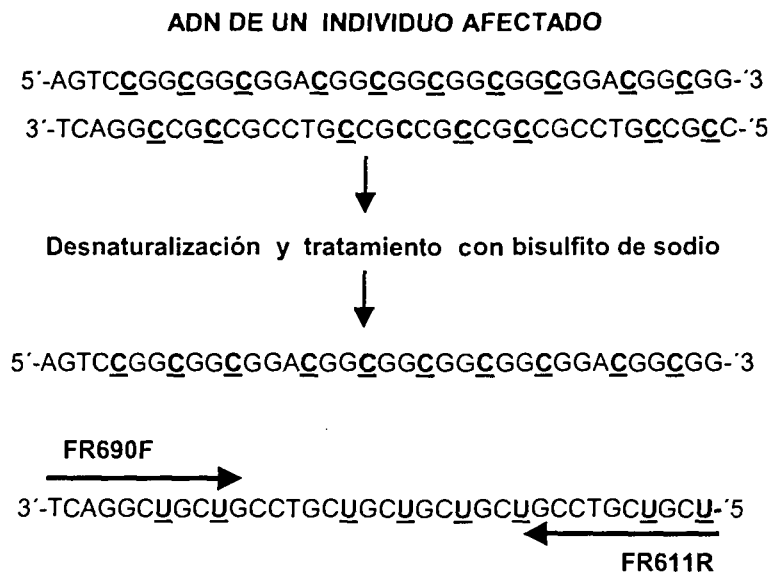 ADN DE UN INDIVIDUO AFECTADO
5´-AGTCCGGCGGCGGACGGCGGCGGCGGCGGACGGCGG-´3
3´-TCAGGCCGCCGCCTGCCGCCGCCGCCGCCTGCCGCC-´5
Desnaturalización y tratamiento con bisulfito de sodio
5´-AGTCCGGCGGCGGACGGCGGCGGCGGCGGACGGCGG-´3
FR690F
3´-TCAGGCUGCUGCCTGCUGCUGCUGCUGCCTGCUGCU-´5
FR611R